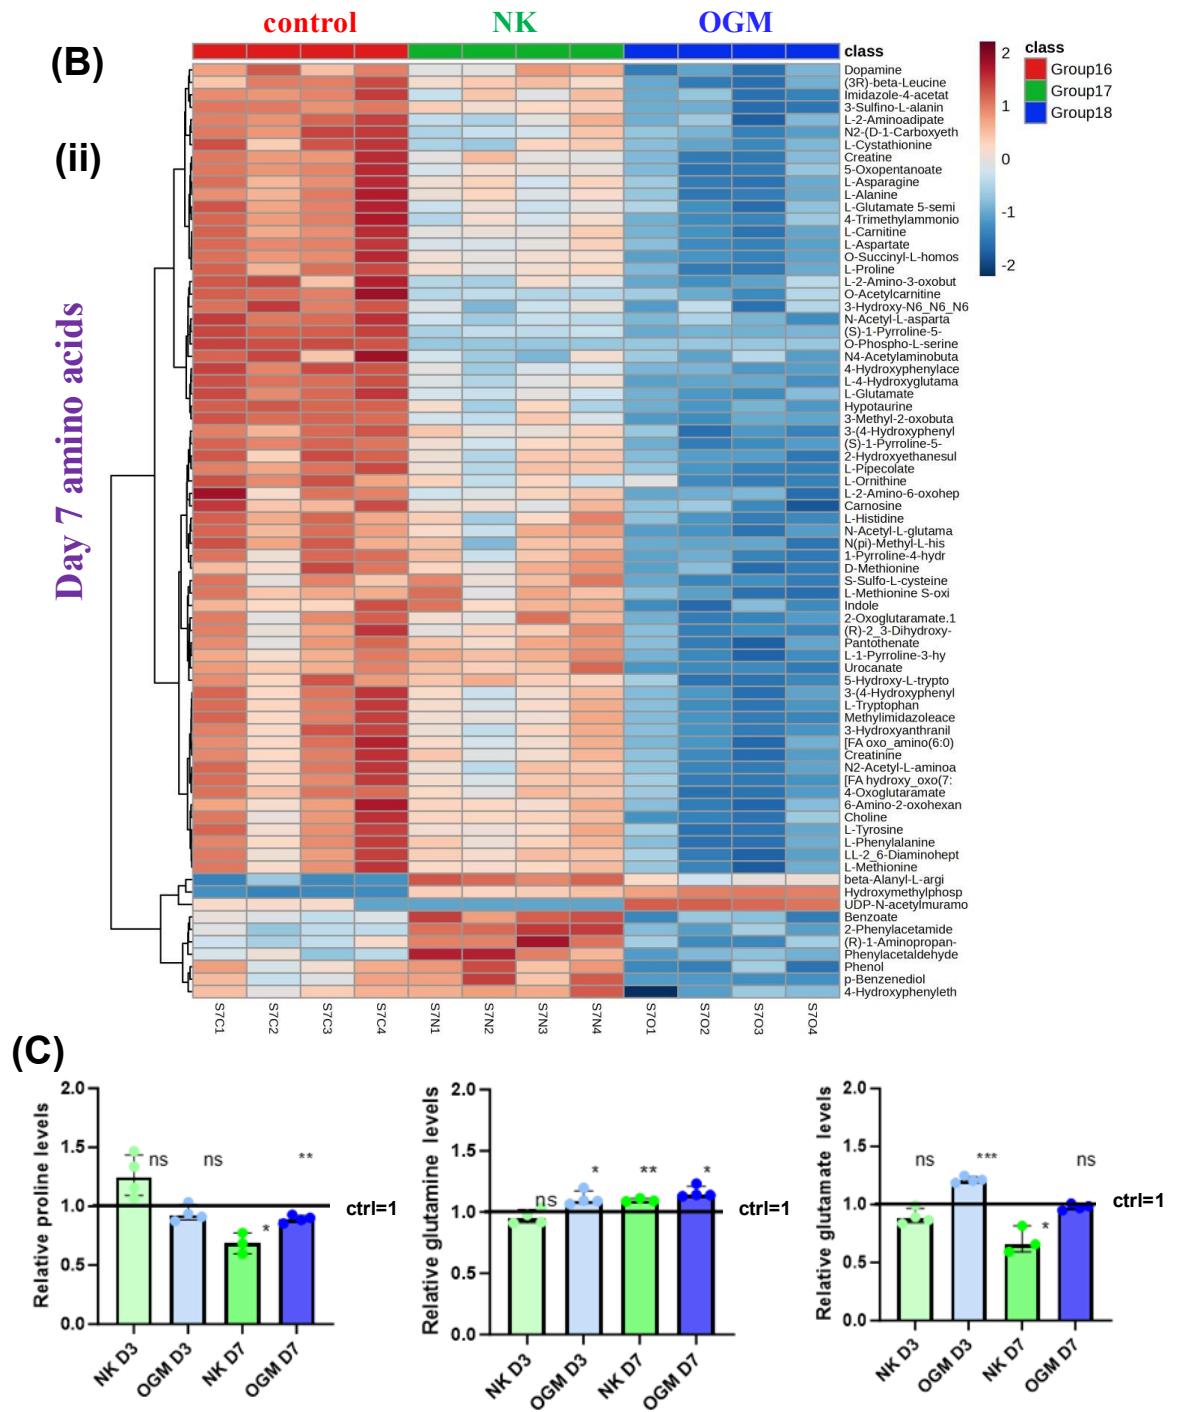 control NK OGM
(B)
(ii)
Day 7 amino acids
class
Dopamine
(3R)-beta-Leucine
Imidazole-4-acetat
3-Sulfino-L-alanin
L-2-Aminoadipate
N2-(D-1-Carboxyeth
L-Cystathionine
Creatine
5-Oxopentanoate
L-Asparagine
L-Alanine
L-Glutamate 5-semi
4-Trimethylammonio
L-Carnitine
L-Aspartate
O-Succinyl-L-homos
L-Proline
L-2-Amino-3-oxobut
O-Acetylcarnitine
3-Hydroxy-N6_N6_N6
N-Acetyl-L-asparta
(S)-1-Pyrroline-5-
O-Phospho-L-serine
N4-Acetylaminobuta
4-Hydroxyphenylace
L-4-Hydroxyglutama
L-Glutamate
Hypotaurine
3-Methyl-2-oxobuta
3-(4-Hydroxyphenyl
(S)-1-Pyrroline-5-
2-Hydroxyethanesul
L-Pipecolate
L-Ornithine
L-2-Amino-6-oxohep
Carnosine
L-Histidine
N-Acetyl-L-glutama
N(pi)-Methyl-L-his
1-Pyrroline-4-hydr
D-Methionine
S-Sulfo-L-cysteine
L-Methionine S-oxi
Indole
2-Oxoglutaramate.1
(R)-2_3-Dihydroxy-
Pantothenate
L-1-Pyrroline-3-hy
Urocanate
5-Hydroxy-L-trypto
3-(4-Hydroxyphenyl
L-Tryptophan
Methylimidazoleace
3-Hydroxyanthranil
[FA oxo_amino(6:0)
Creatinine
N2-Acetyl-L-aminoa
[FA hydroxy_oxo(7:
4-Oxoglutaramate
6-Amino-2-oxohexan
Choline
L-Tyrosine
L-Phenylalanine
LL-2_6-Diaminohept
L-Methionine
beta-Alanyl-L-argi
Hydroxymethylphosp
UDP-N-acetylmuramo
Benzoate
2-Phenylacetamide
(R)-1-Aminopropan-
Phenylacetaldehyde
Phenol
p-Benzenediol
4-Hydroxyphenyleth
2
1
0
-1
-2
class
Group16
Group17
Group18
S7C1 S7C2 S7C3 S7C4 S7N1 S7N2 S7N3 S7N4 S7O1 S7O2 S7O3 S7O4
(C)
Relative proline levels
2.0
1.5
1.0
0.5
0.0
ns ns * **
ctrl=1
NK D3 OGM D3 NK D7 OGM D7
Relative glutamine levels
2.0
1.5
1.0
0.5
0.0
ns * ** *
ctrl=1
NK D3 OGM D3 NK D7 OGM D7
Relative glutamate levels
2.0
1.5
1.0
0.5
0.0
ns *** * ns
ctrl=1
NK D3 OGM D3 NK D7 OGM D7